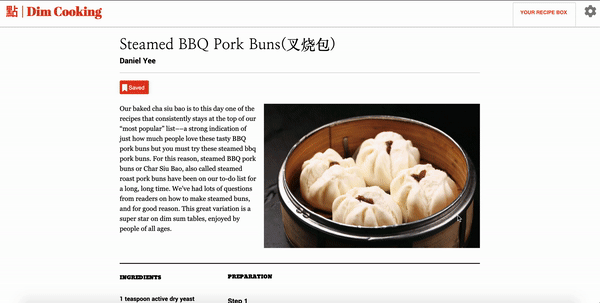 點 | Dim Cooking
YOUR RECIPE BOX
Steamed BBQ Pork Buns(叉烧包)
Daniel Yee
Saved
Our baked cha siu bao is to this day one of the
recipes that consistently stays at the top of our
“most popular” list––a strong indication of
just how much people love these tasty BBQ
pork buns but you must try these steamed bbq
pork buns. For this reason, steamed BBQ pork
buns or Char Siu Bao, also called steamed
roast pork buns have been on our to-do list for
a long, long time. We've had lots of questions
from readers on how to make steamed buns,
and for good reason. This great variation is a
super star on dim sum tables, enjoyed by
people of all ages.
INGREDIENTS
1 teaspoon active dry yeast
PREPARATION
Step 1